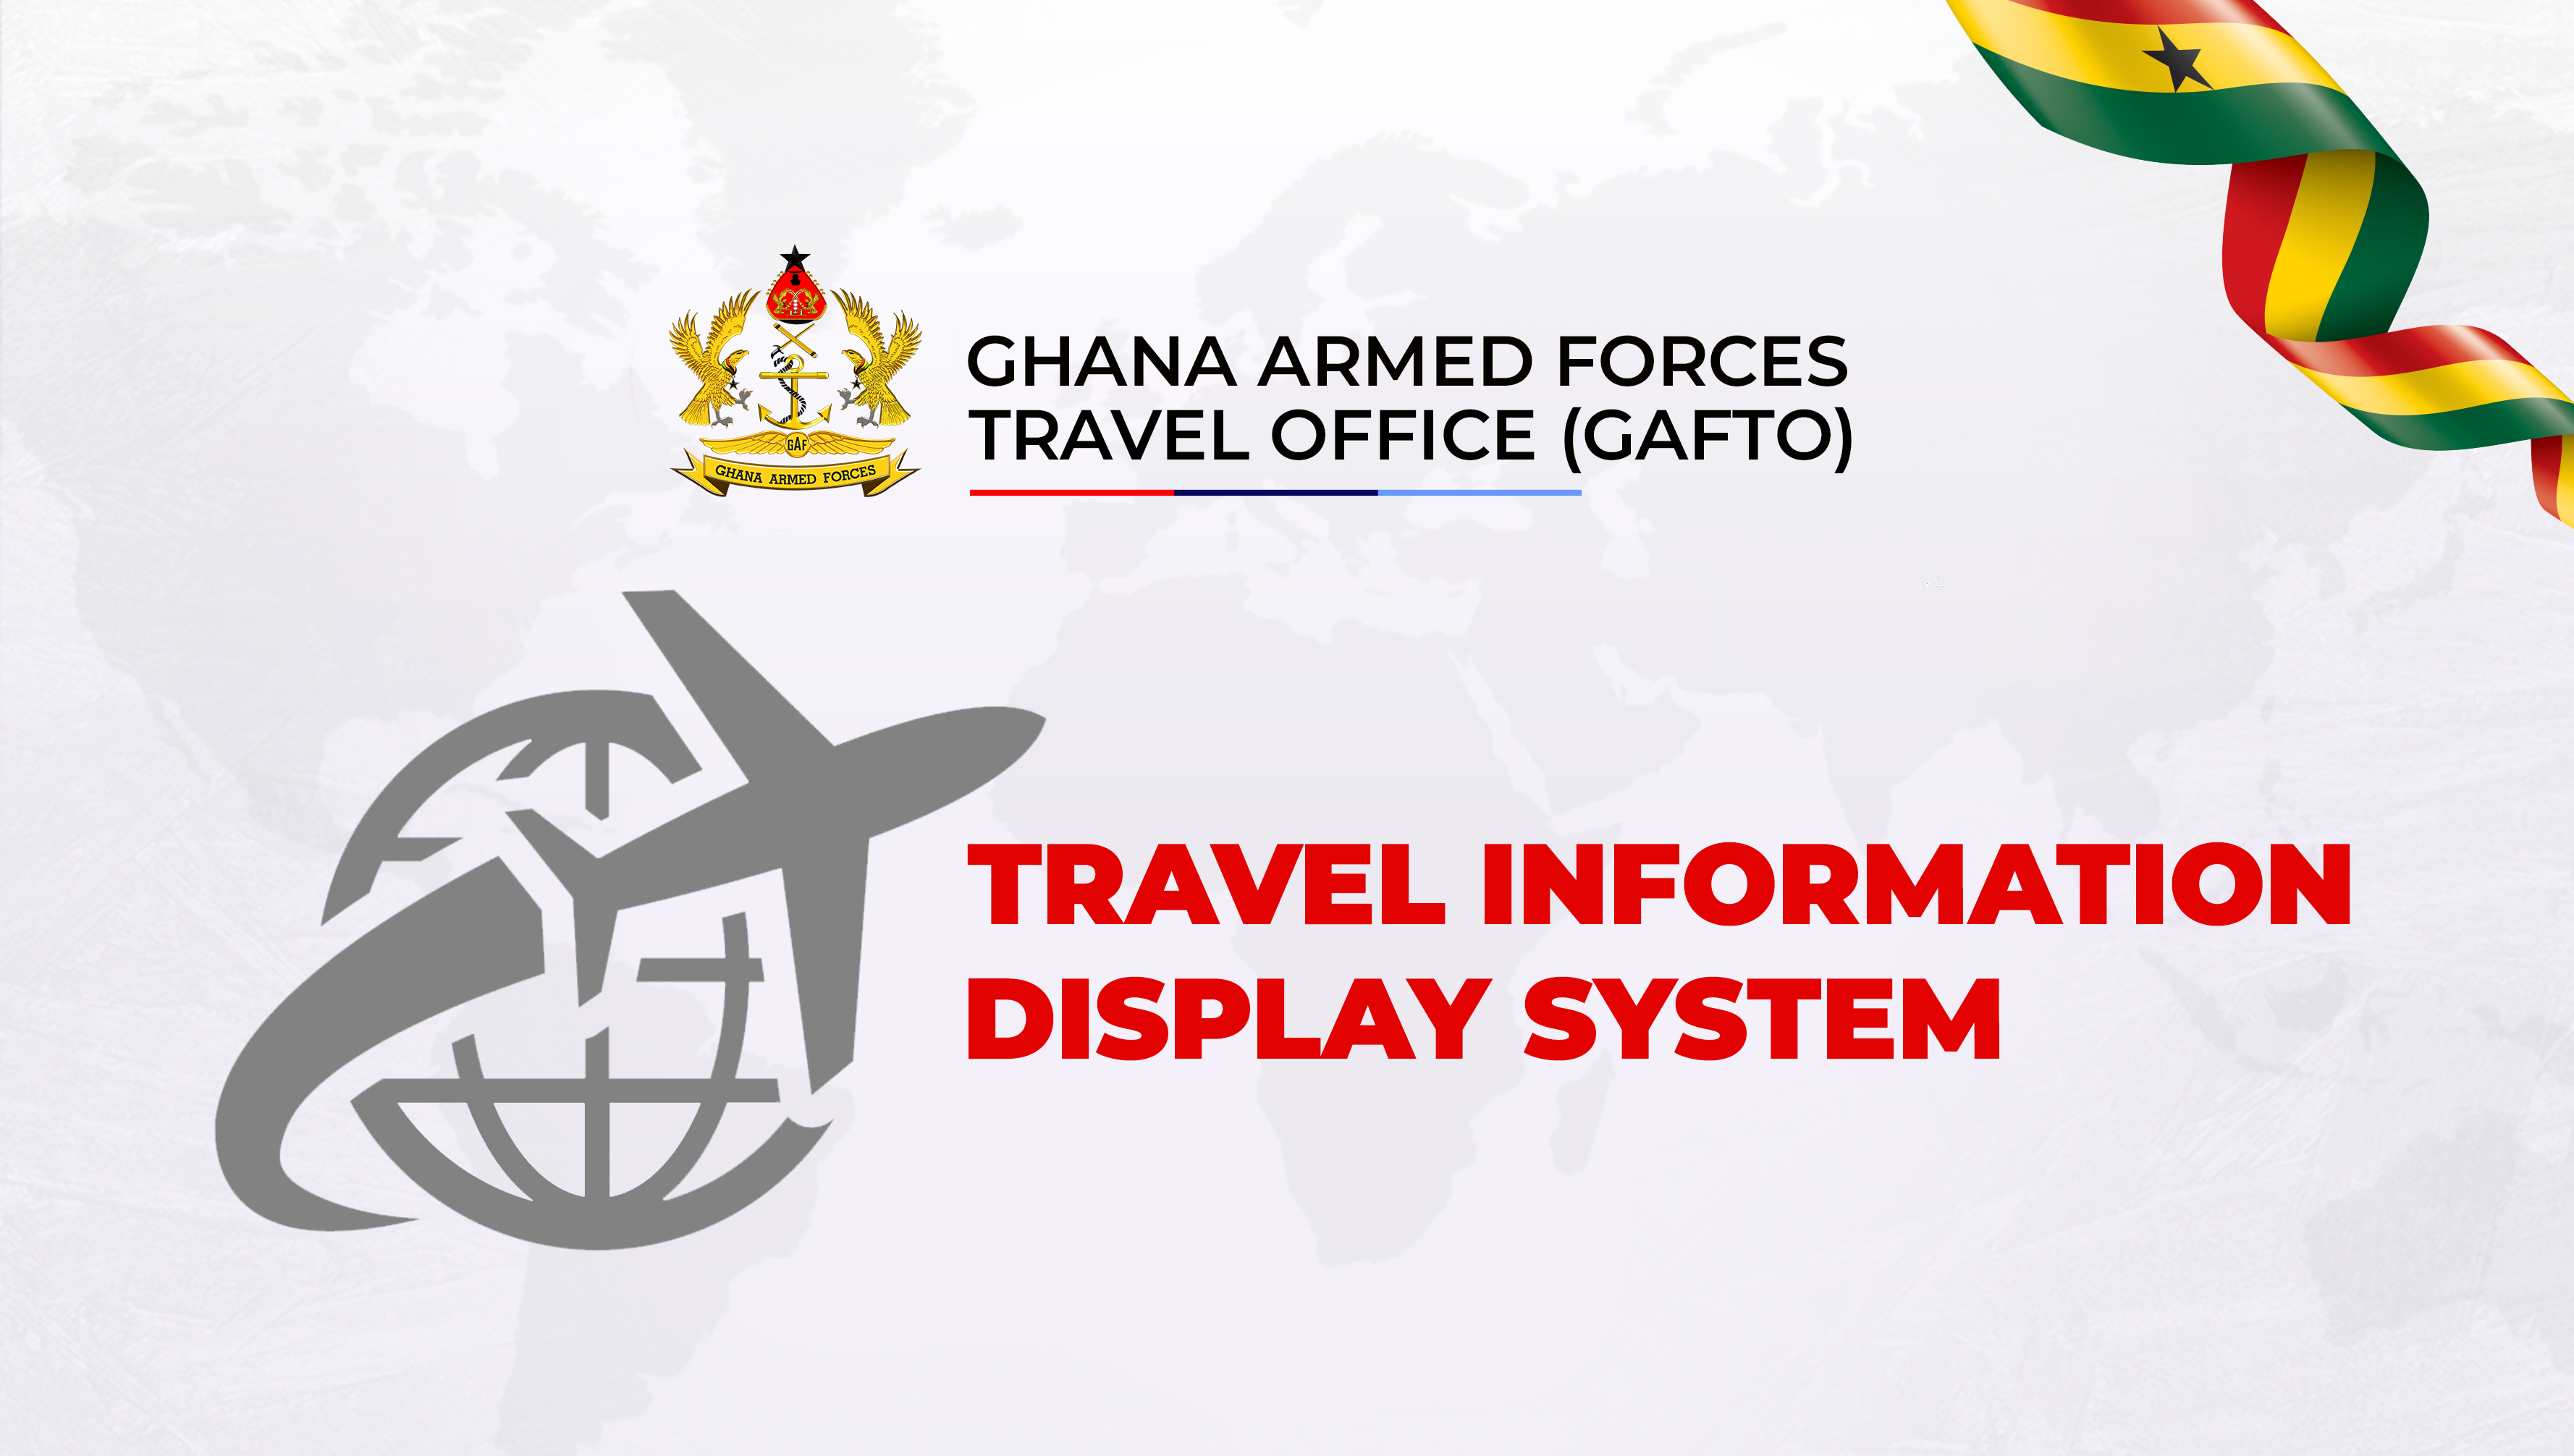 GHANA ARMED FORCES
TRAVEL OFFICE (GAFTO)
GAF
GHANA ARMED FORCES
TRAVEL INFORMATION
DISPLAY SYSTEM